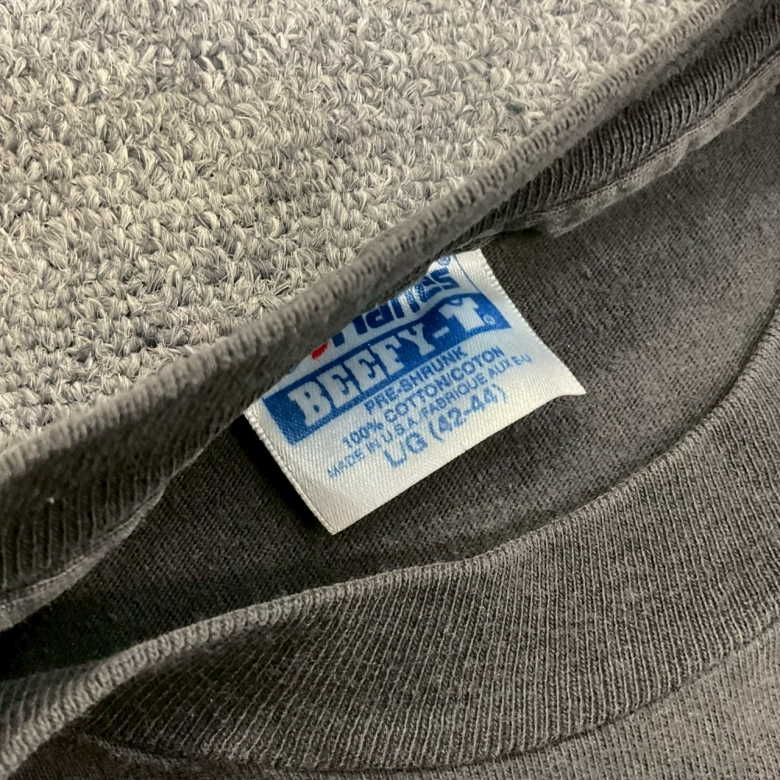 Hanes®
BEEFY-T®
PRE-SHRUNK
100% COTTON/COTON
MADE IN U.S.A./FABRIQUE AUX E-U
L/G (42-44)